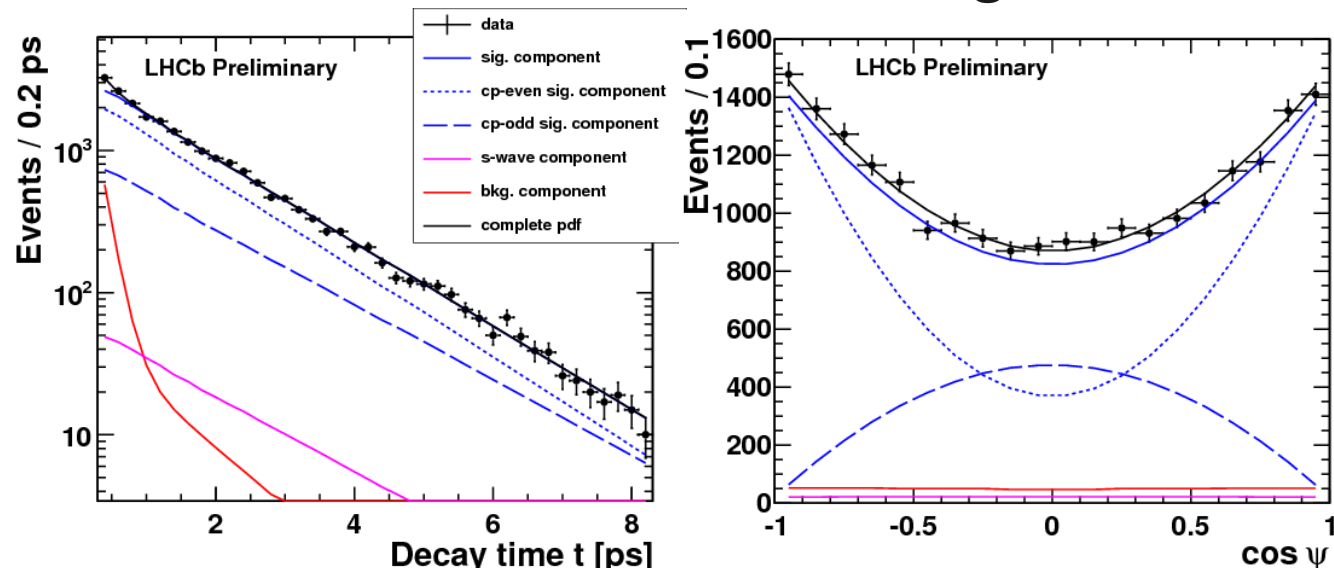 g
LHCb Preliminary
Events / 0.2 ps
10³
10²
10
2
4
6
8
Decay time t [ps]
data
sig. component
cp-even sig. component
cp-odd sig. component
s-wave component
bkg. component
complete pdf
LHCb Preliminary
Events / 0.1
1600
1400
1200
1000
800
600
400
200
0
-1
-0.5
0
0.5
1
cos ψ